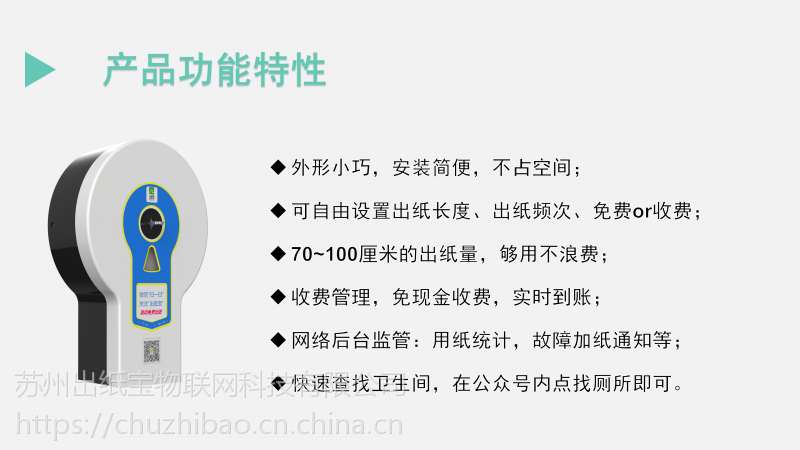 产品功能特性
◆ 外形小巧，安装简便，不占空间；
◆ 可自由设置出纸长度、出纸频次、免费or收费；
◆ 70~100厘米的出纸量，够用不浪费；
◆ 收费管理，免现金收费，实时到账；
◆ 网络后台监管：用纸统计，故障加纸通知等；
◆ 快速查找卫生间，在公众号内点找厕所即可。
苏州出纸宝物联网科技有限公司
https://chuzhibao.cn.china.cn